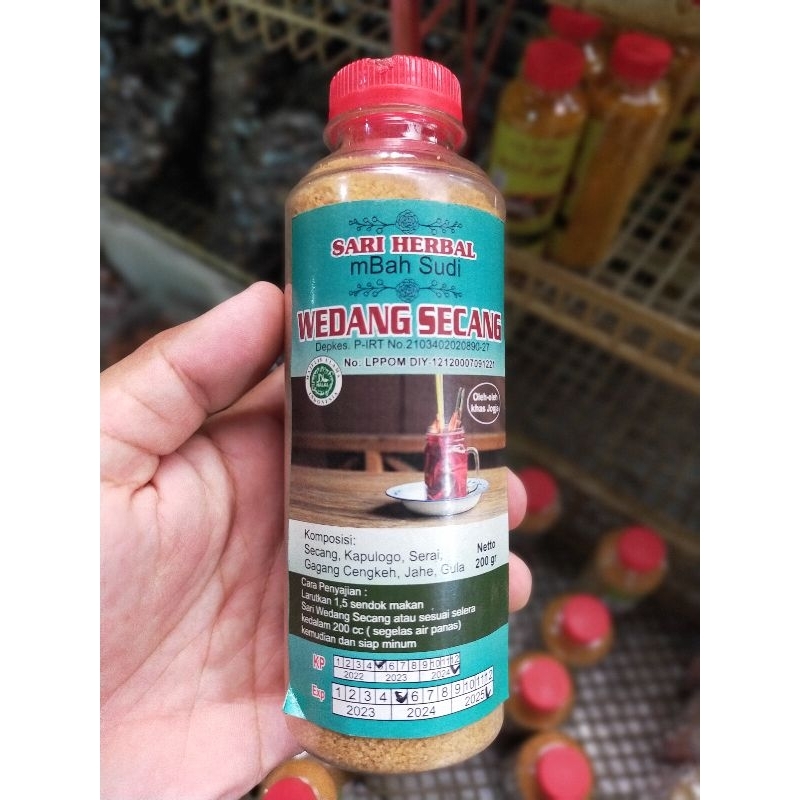 SARI HERBAL
mBah Sudi
WEDANG SECANG
Depkes. P-IRT No.2103402020890-27
No: LPPOM DIY-12120007091221
HALAL
Oleh-oleh
khas Jogja
Komposisi:
Secang, Kapulogo, Serai,
Gagang Cengkeh, Jahe, Gula
Netto
200 gr
Cara Penyajian :
Larutkan 1,5 sendok makan
Sari Wedang Secang atau sesuai selera
kedalam 200 cc ( segelas air panas)
kemudian dan siap minum
KP 1 2 3 4 6 7 8 9 10 11 12
2022 2023 2024
Exp 1 2 3 4 6 7 8 9 10 11 12
2023 2024 2025